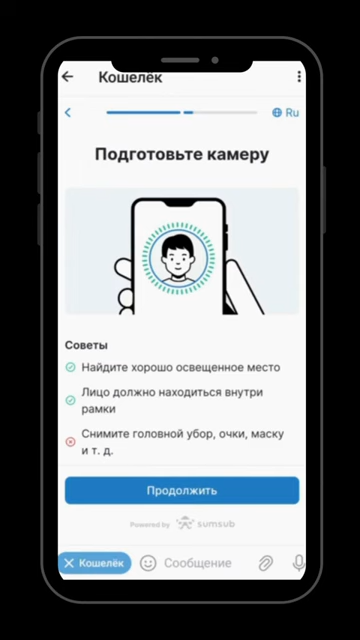 Кошелёк
Ru
Подготовьте камеру
Советы
Найдите хорошо освещенное место
Лицо должно находиться внутри
рамки
Снимите головной убор, очки, маску
и т. д.
Продолжить
Powered by sumsub
Кошелёк
Сообщение